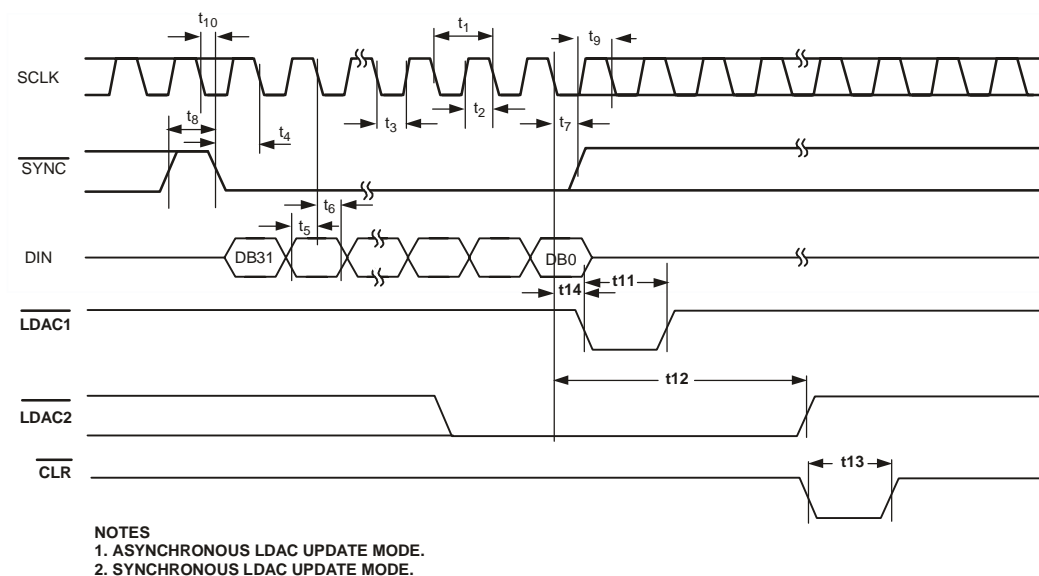 t10
t1
t9
SCLK
t8
t4
t3
t2
t7
SYNC
t6
t5
DIN
DB31
DB0
t14
t11
LDAC1
t12
LDAC2
t13
CLR
NOTES
1. ASYNCHRONOUS LDAC UPDATE MODE.
2. SYNCHRONOUS LDAC UPDATE MODE.